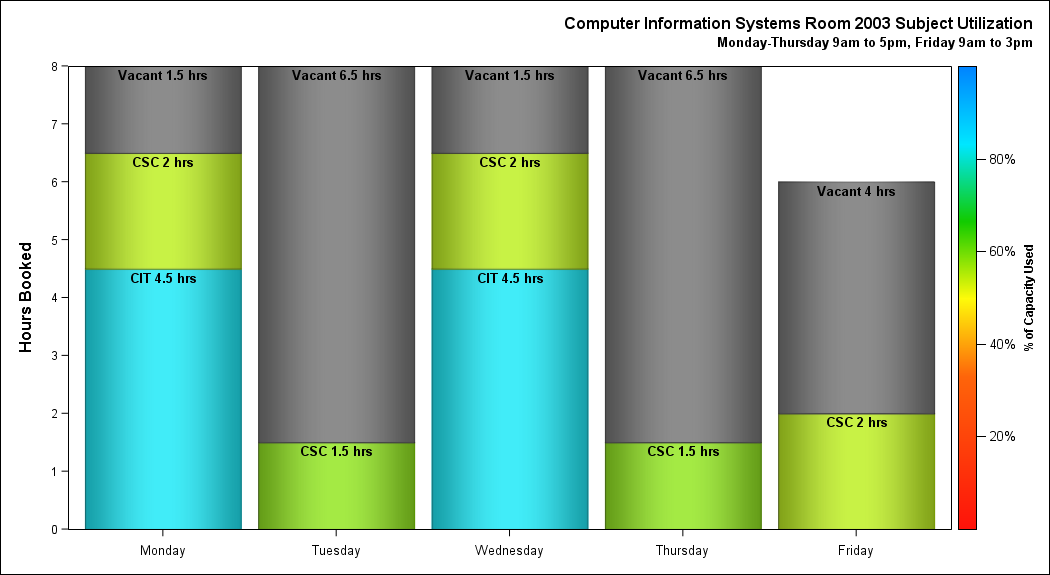 Computer Information Systems Room 2003 Subject Utilization
Monday-Thursday 9am to 5pm, Friday 9am to 3pm
Hours Booked
8
7
6
5
4
3
2
1
0
Vacant 1.5 hrs
CSC 2 hrs
CIT 4.5 hrs
Vacant 6.5 hrs
CSC 1.5 hrs
Vacant 1.5 hrs
CSC 2 hrs
CIT 4.5 hrs
Vacant 6.5 hrs
CSC 1.5 hrs
Vacant 4 hrs
CSC 2 hrs
Monday
Tuesday
Wednesday
Thursday
Friday
80%
60%
40%
20%
% of Capacity Used